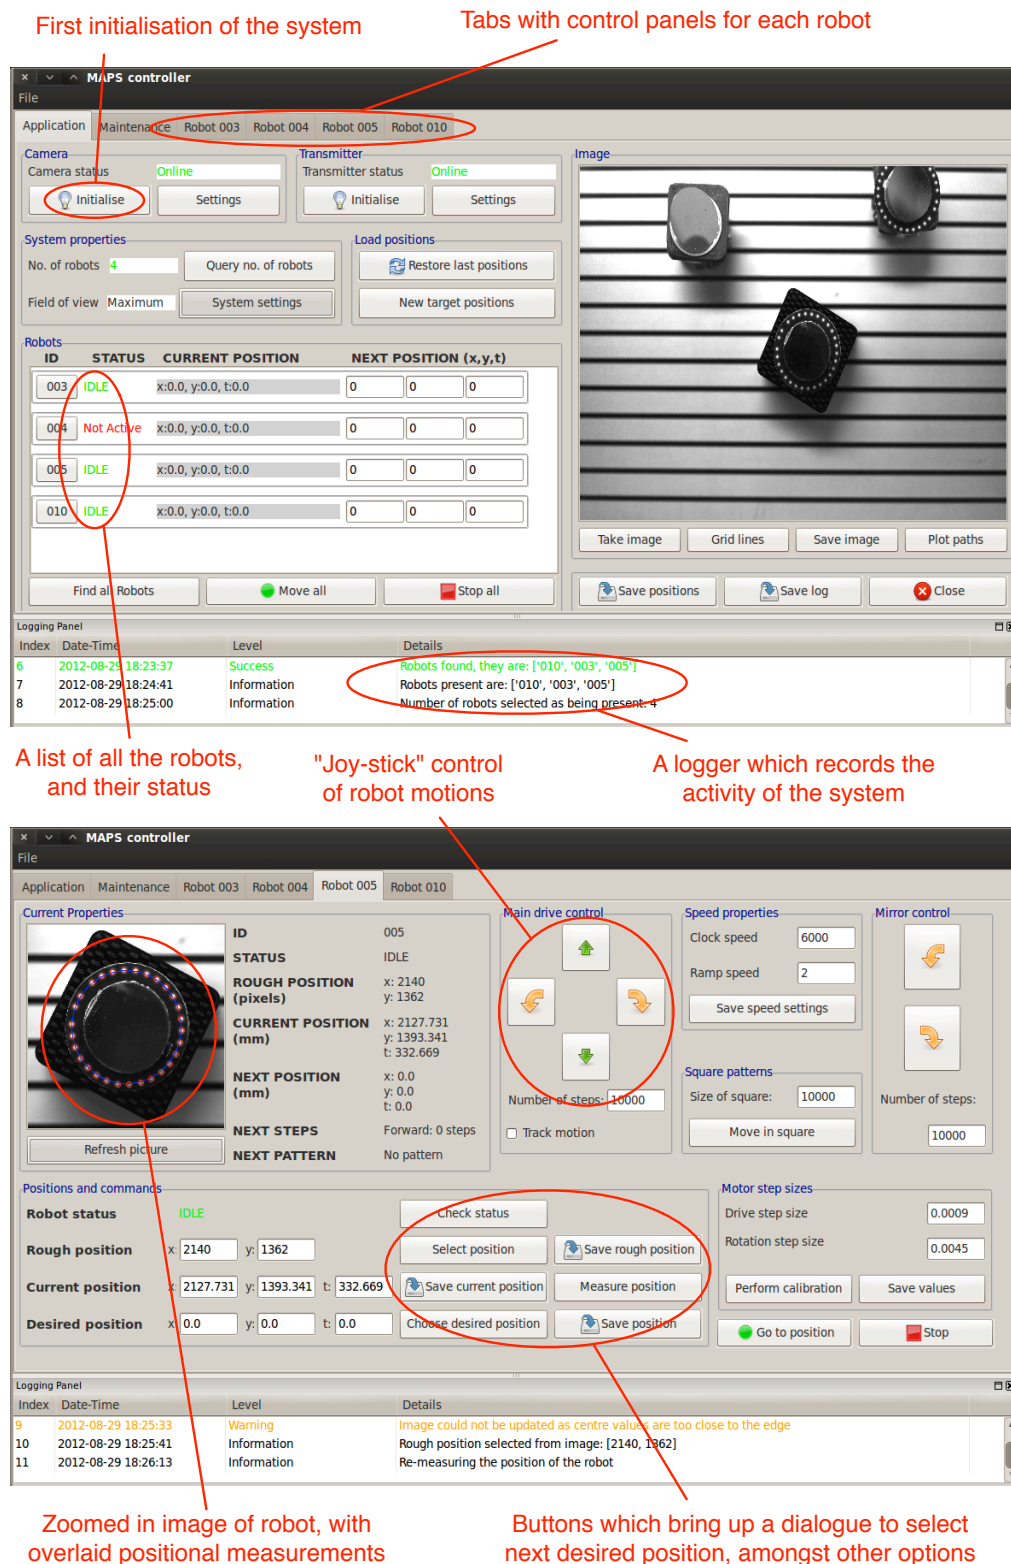 First initialisation of the system
Tabs with control panels for each robot
MAPS controller
File
Application Maintenance Robot 003 Robot 004 Robot 005 Robot 010
Camera Transmitter Image
Camera status Online Transmitter status Online
Initialise Settings Initialise Settings
System properties Load positions
No. of robots 4 Query no. of robots Restore last positions
Field of view Maximum System settings New target positions
Robots
ID STATUS CURRENT POSITION NEXT POSITION (x,y,t)
003 IDLE x:0.0, y:0.0, t:0.0 0 0 0
004 Not Active x:0.0, y:0.0, t:0.0 0 0 0
005 IDLE x:0.0, y:0.0, t:0.0 0 0 0
010 IDLE x:0.0, y:0.0, t:0.0 0 0 0
Take image Grid lines Save image Plot paths
Find all Robots Move all Stop all Save positions Save log Close
Logging Panel
Index Date-Time Level Details
6 2012-08-29 18:23:37 Success Robots found, they are: ['010', '003', '005']
7 2012-08-29 18:24:41 Information Robots present are: ['010', '003', '005']
8 2012-08-29 18:25:00 Information Number of robots selected as being present: 4
A list of all the robots,
and their status
"Joy-stick" control
of robot motions
A logger which records the
activity of the system
MAPS controller
File
Application Maintenance Robot 003 Robot 004 Robot 005 Robot 010
Current Properties Main drive control Speed properties Mirror control
ID 005
Clock speed 6000
STATUS IDLE
Ramp speed 2
ROUGH POSITION x: 2140
(pixels) y: 1362
Save speed settings
CURRENT POSITION x: 2127.731
(mm) y: 1393.341
t: 332.669
NEXT POSITION x: 0.0
(mm) y: 0.0
t: 0.0
Square patterns
Number of steps: 10000 Size of square: 10000 Number of steps:
NEXT STEPS Forward: 0 steps Track motion Move in square 10000
Refresh picture NEXT PATTERN No pattern
Positions and commands Motor step sizes
Robot status IDLE Check status Drive step size 0.0009
Rough position x: 2140 y: 1362 Select position Save rough position Rotation step size 0.0045
Current position x: 2127.731 y: 1393.341 t: 332.669 Save current position Measure position Perform calibration Save values
Desired position x: 0.0 y: 0.0 t: 0.0 Choose desired position Save position Go to position Stop
Logging Panel
Index Date-Time Level Details
9 2012-08-29 18:25:33 Warning Image could not be updated as centre values are too close to the edge
10 2012-08-29 18:25:41 Information Rough position selected from image: [2140, 1362]
11 2012-08-29 18:26:13 Information Re-measuring the position of the robot
Zoomed in image of robot, with
overlaid positional measurements
Buttons which bring up a dialogue to select
next desired position, amongst other options